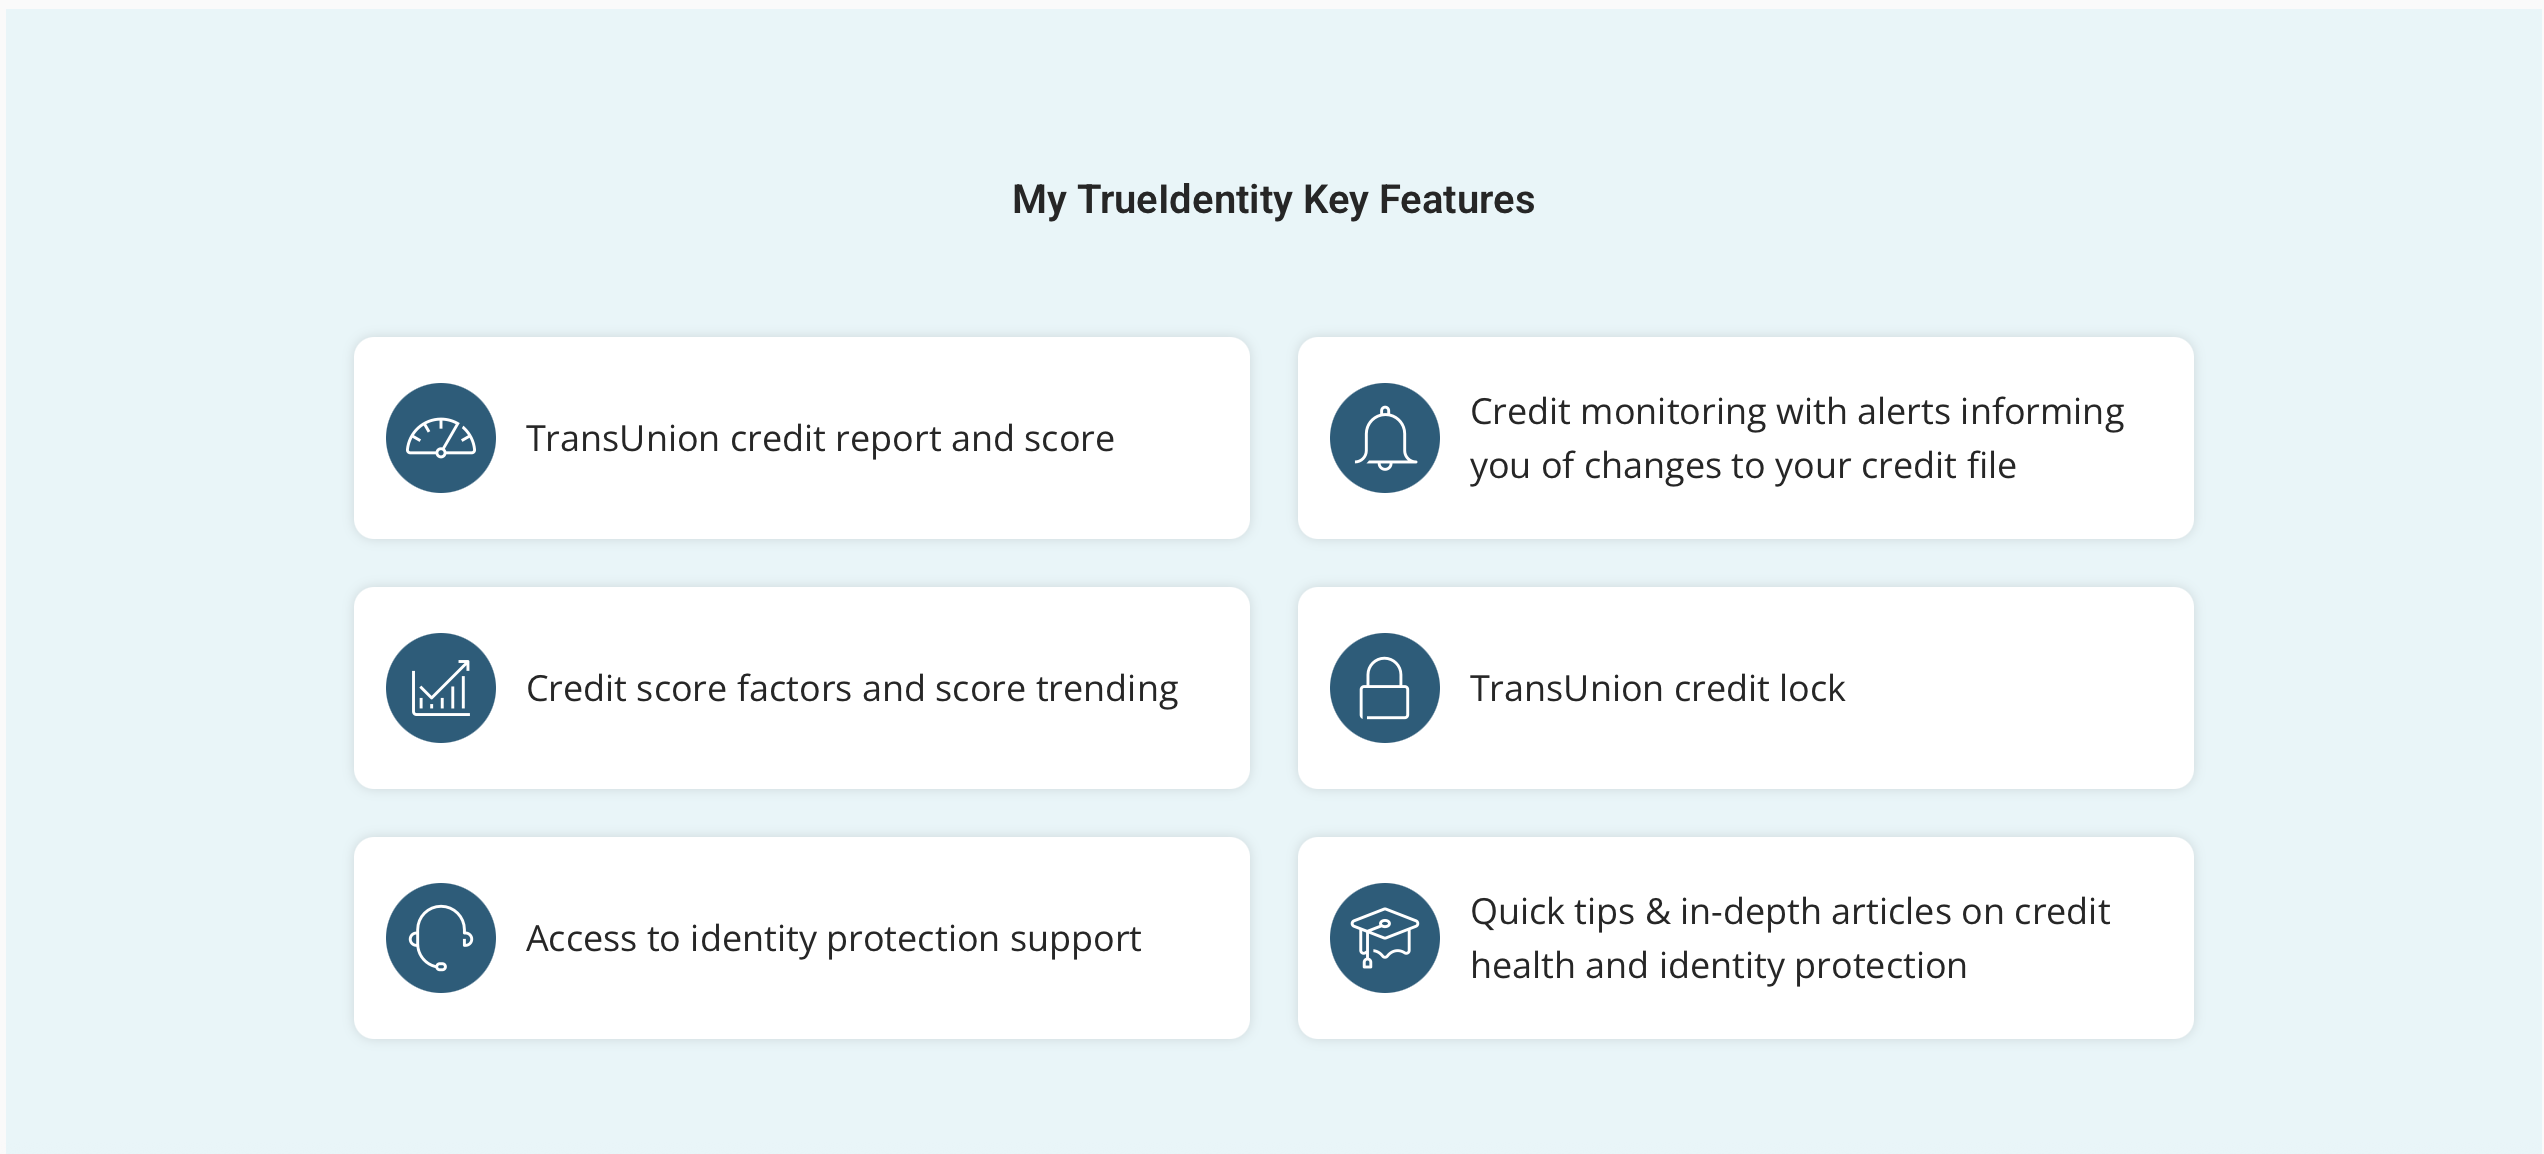 My TrueIdentity Key Features
TransUnion credit report and score
Credit monitoring with alerts informing
you of changes to your credit file
Credit score factors and score trending
TransUnion credit lock
Access to identity protection support
Quick tips & in-depth articles on credit
health and identity protection